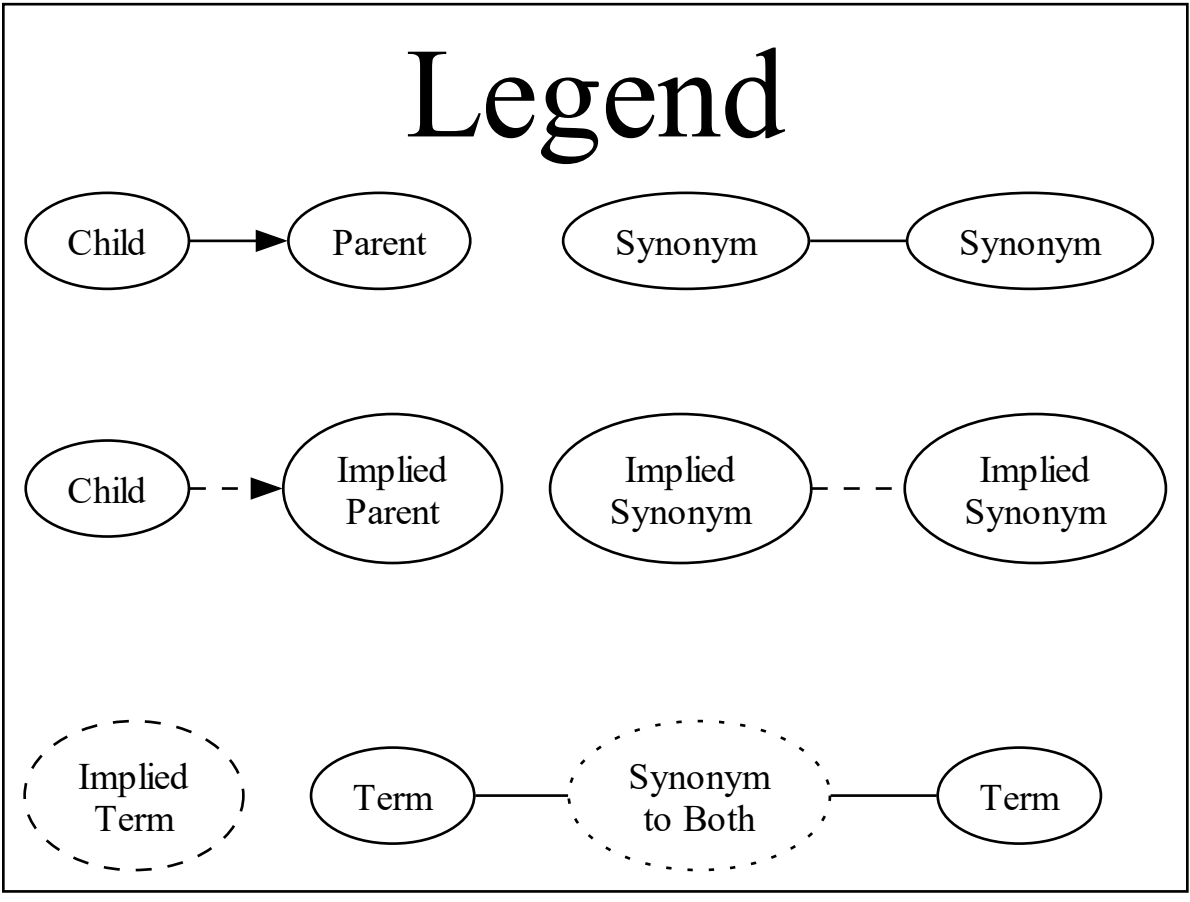 Legend
Child
Parent
Synonym
Synonym
Child
Implied
Parent
Implied
Synonym
Implied
Synonym
Implied
Term
Term
Synonym
to Both
Term